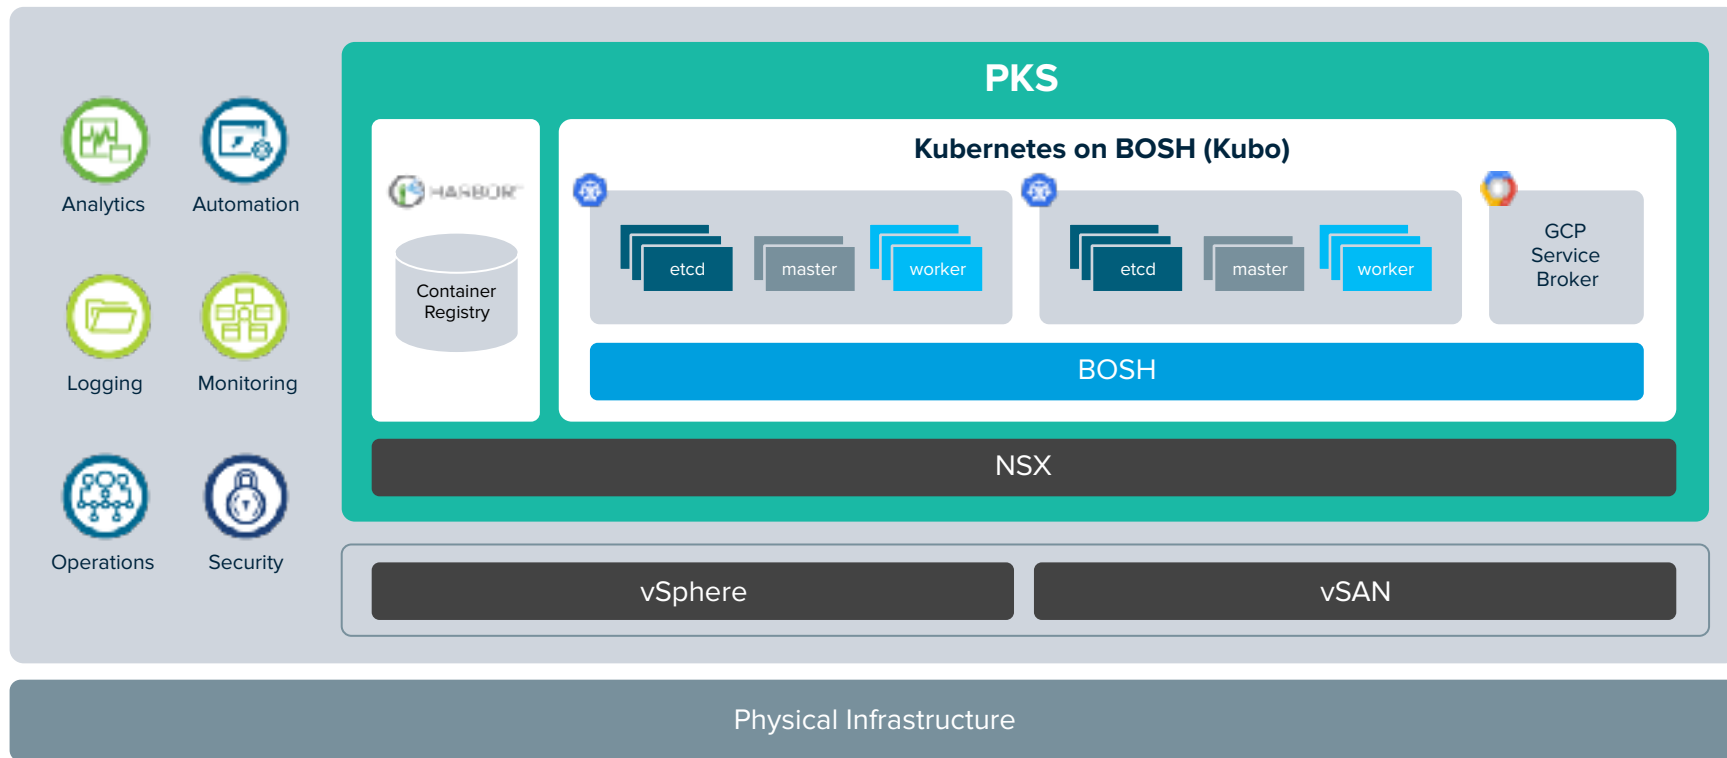 PKS
Analytics
Automation
Logging
Monitoring
Operations
Security
HARBOR™
Container
Registry
Kubernetes on BOSH (Kubo)
etcd
master
worker
etcd
master
worker
GCP
Service
Broker
BOSH
NSX
vSphere
vSAN
Physical Infrastructure